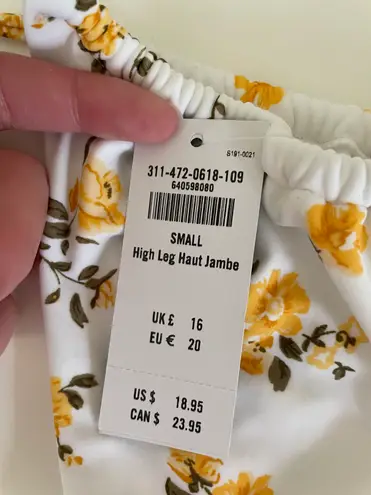 S191-0021
311-472-0618-109
640598080
SMALL
High Leg Haut Jambe
UK £ 16
EU € 20
US $ 18.95
CAN $ 23.95